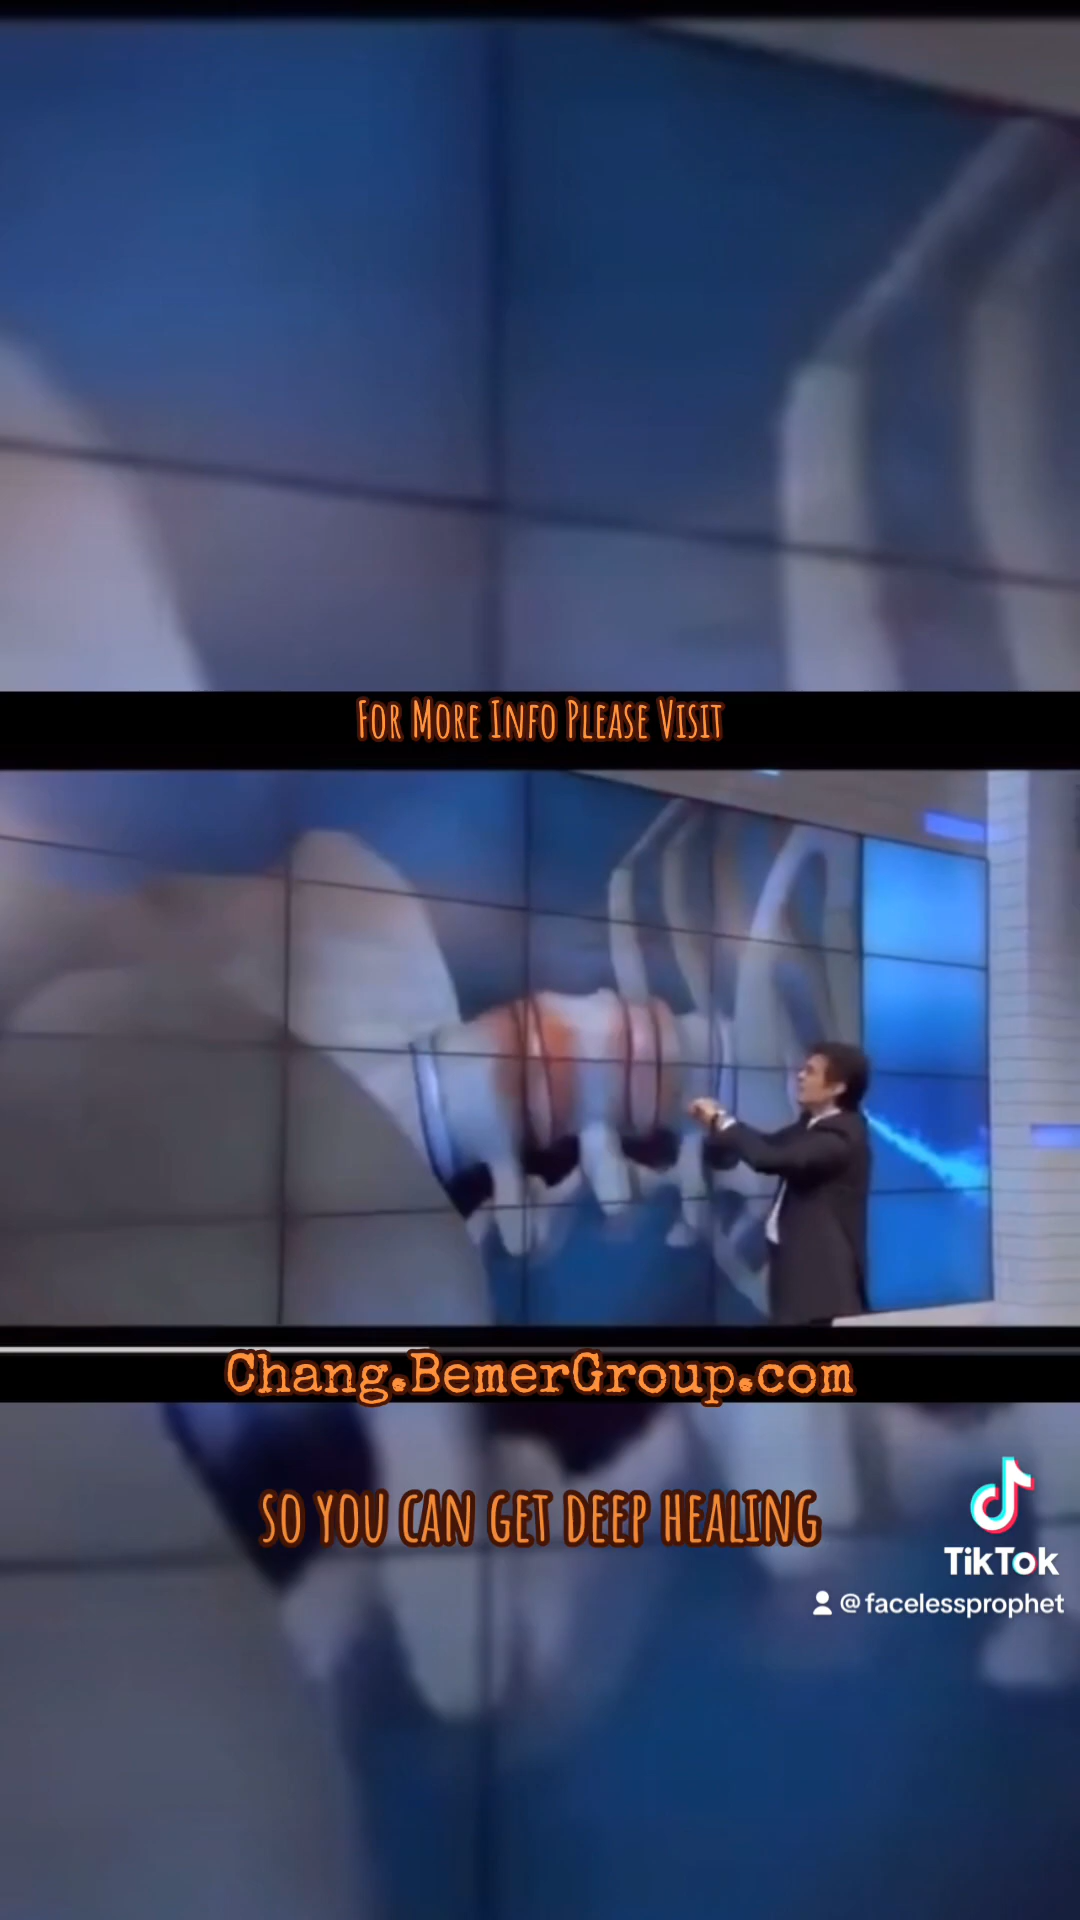 For More Info Please Visit
Chang.BemerGroup.com
so you can get deep healing
TikTok
@facelessprophet